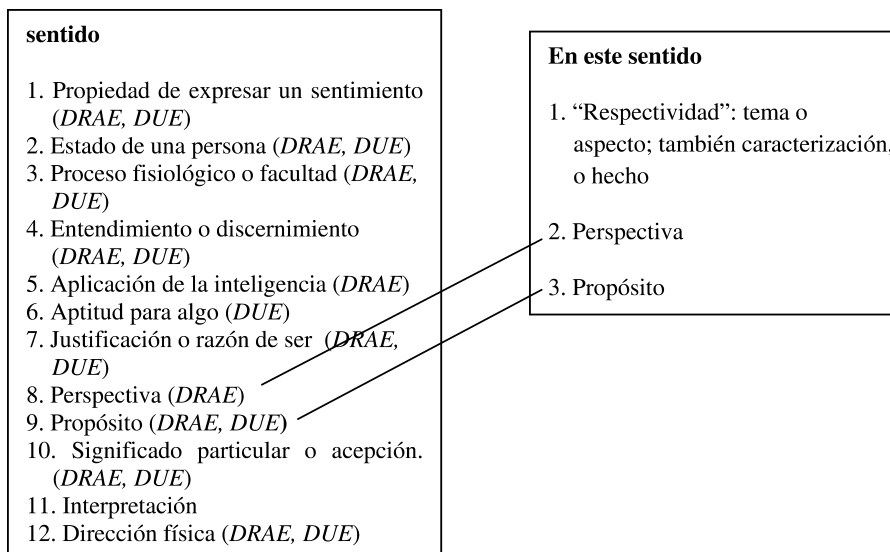 sentido
1. Propiedad de expresar un sentimiento
(DRAE, DUE)
2. Estado de una persona (DRAE, DUE)
3. Proceso fisiológico o facultad (DRAE,
DUE)
4. Entendimiento o discernimiento
(DRAE, DUE)
5. Aplicación de la inteligencia (DRAE)
6. Aptitud para algo (DUE)
7. Justificación o razón de ser (DRAE,
DUE)
8. Perspectiva (DRAE)
9. Propósito (DRAE, DUE)
10. Significado particular o acepción.
(DRAE, DUE)
11. Interpretación
12. Dirección física (DRAE, DUE)
En este sentido
1. “Respectividad”: tema o
aspecto; también caracterización,
o hecho
2. Perspectiva
3. Propósito